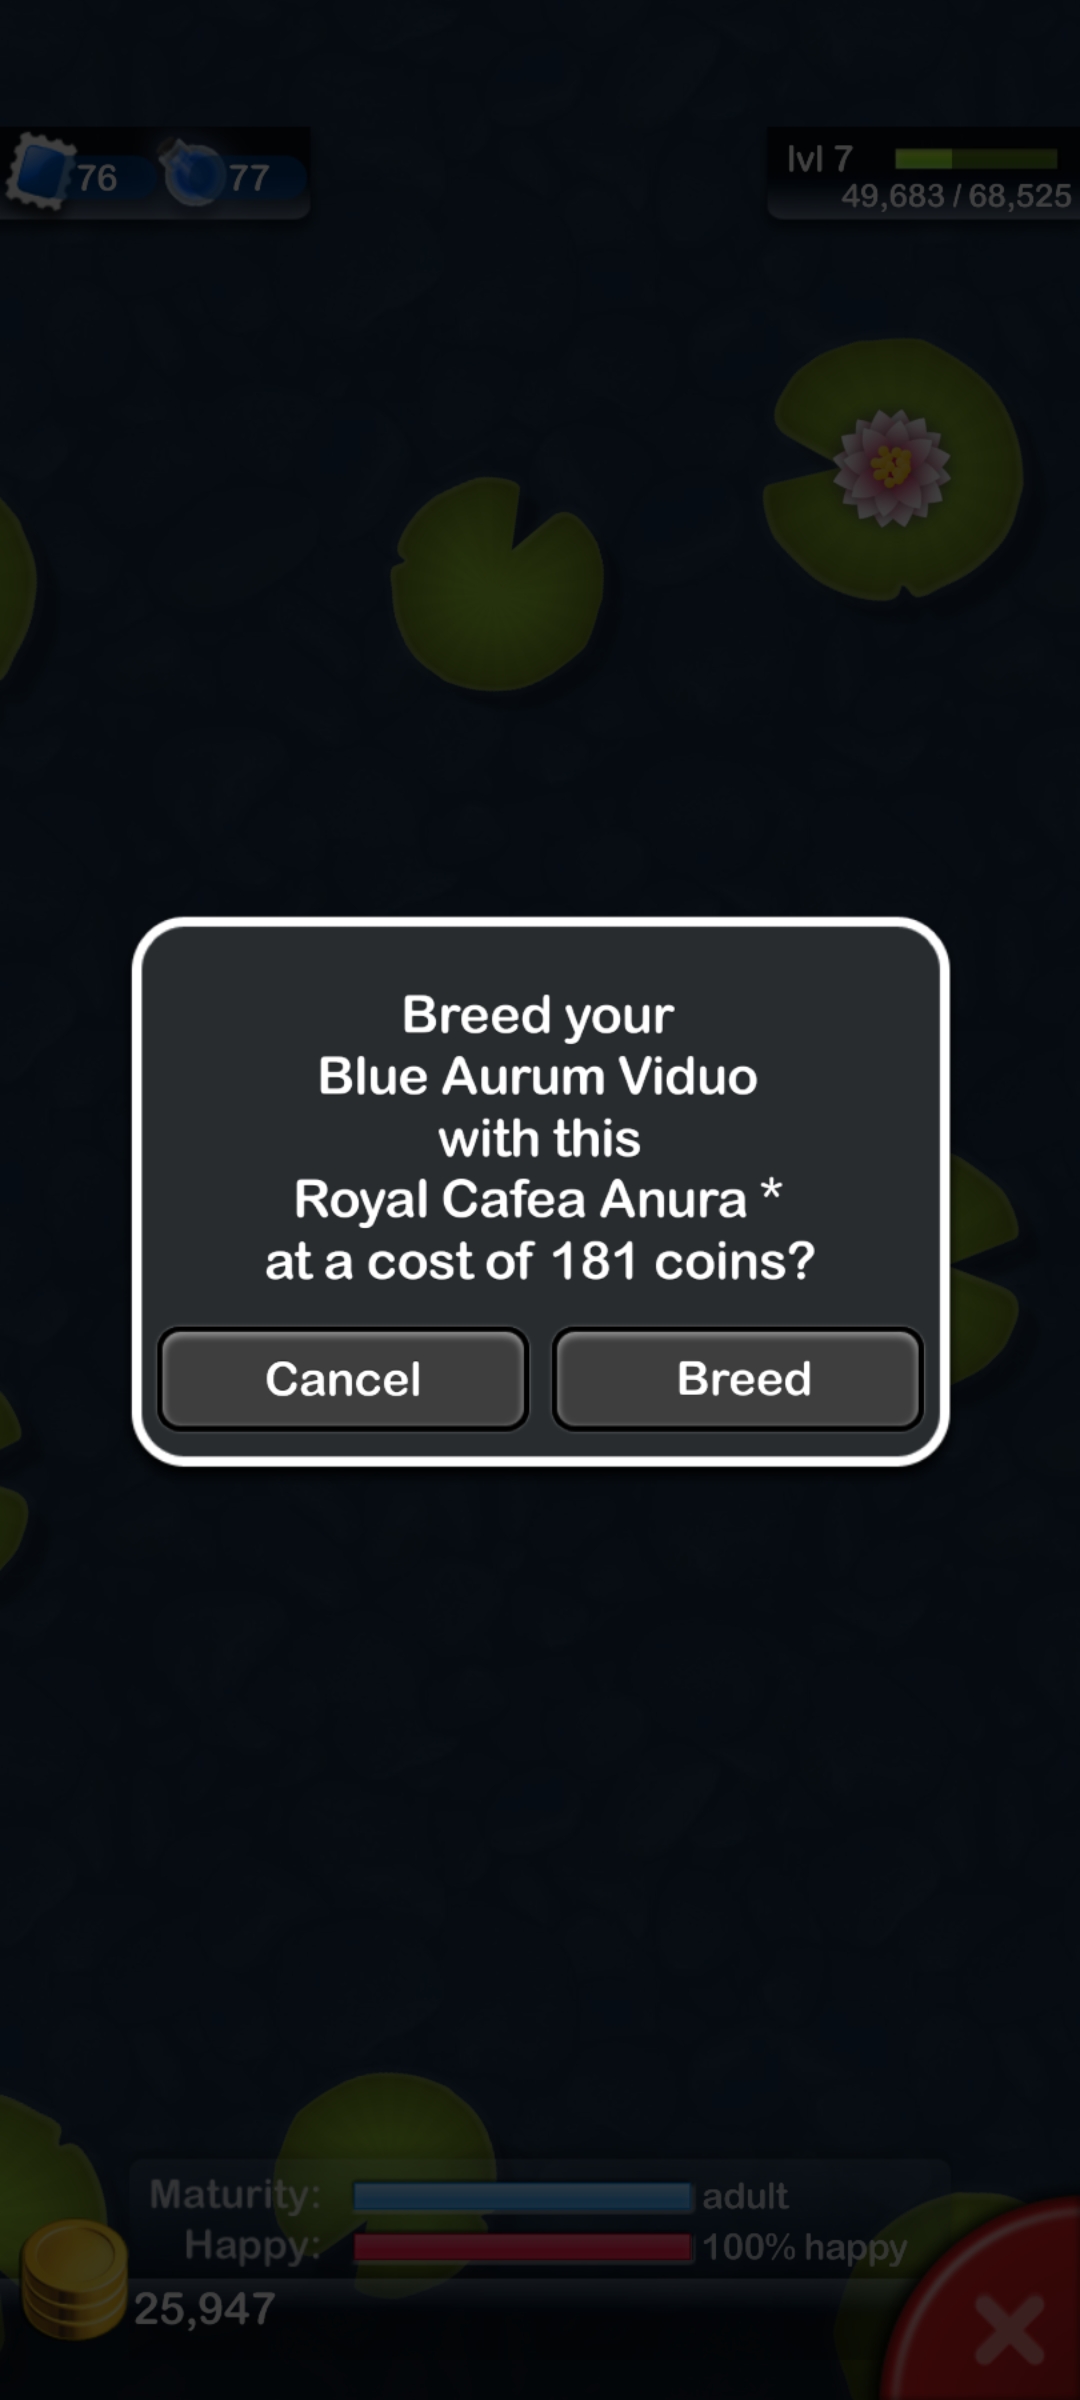 76 77
lvl 7
49,683 / 68,525
Breed your
Blue Aurum Viduo
with this
Royal Cafea Anura *
at a cost of 181 coins?
Cancel Breed
Maturity: adult
Happy: 100% happy
25,947